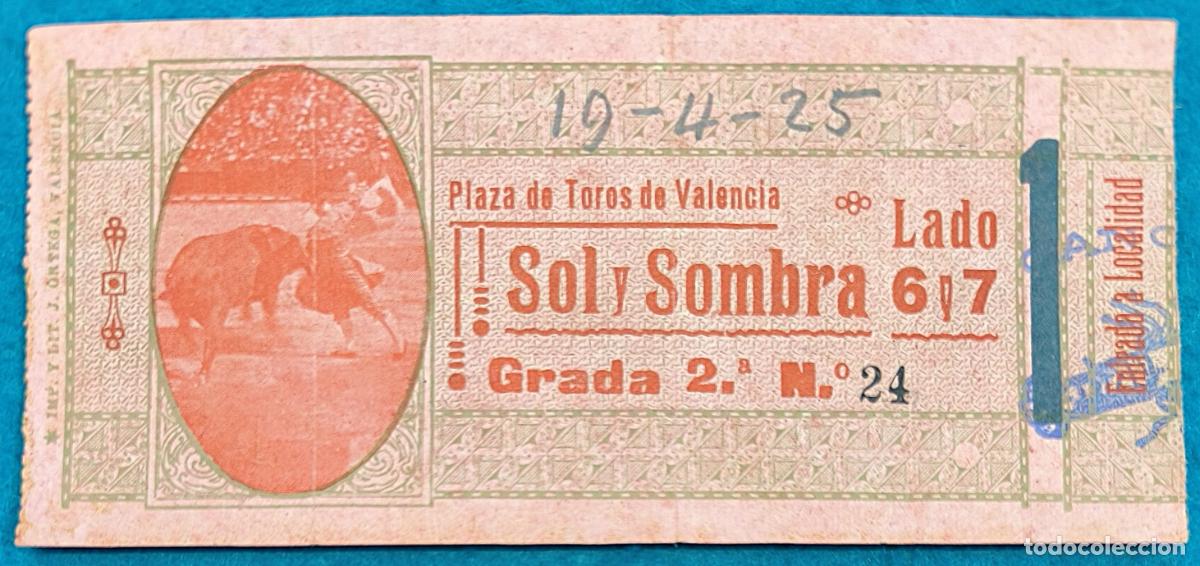 19-4-25
Plaza de Toros de Valencia
Sol y Sombra
Lado
6 y 7
Grada 2.ª N.º 24
1
Entrada a Localidad
★ IMP. Y LIT. J. ORTEGA, VALENCIA
todocoleccion